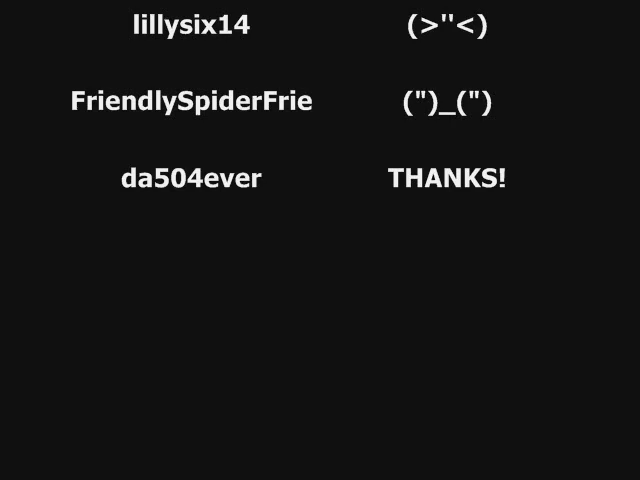 lillysix14 (>"<)
FriendlySpiderFrie (")_(")
da504ever THANKS!